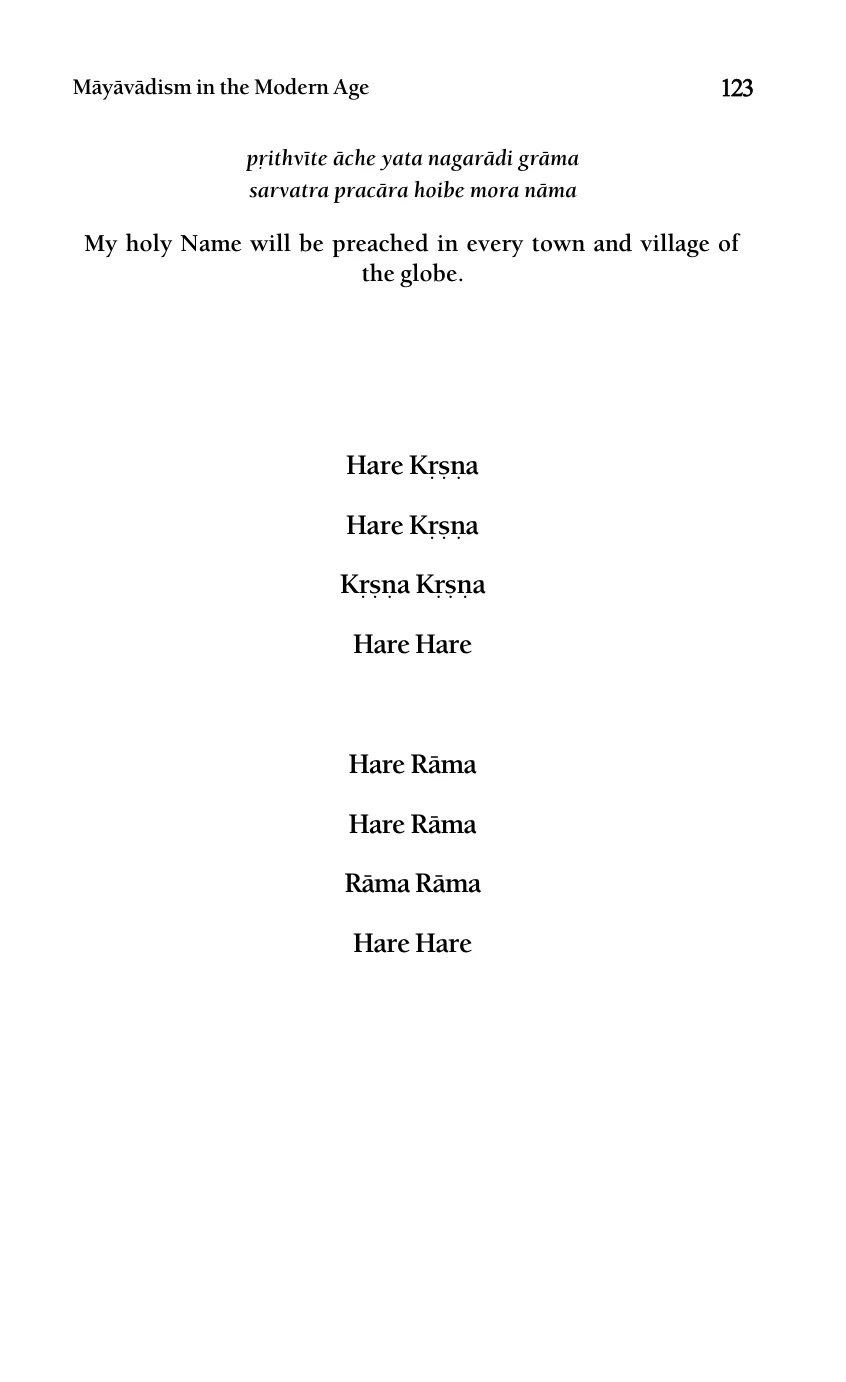 Māyāvādism in the Modern Age 123
pṛithvīte āche yata nagarādi grāma
sarvatra pracāra hoibe mora nāma
My holy Name will be preached in every town and village of
the globe.
Hare Kṛṣṇa
Hare Kṛṣṇa
Kṛṣṇa Kṛṣṇa
Hare Hare
Hare Rāma
Hare Rāma
Rāma Rāma
Hare Hare